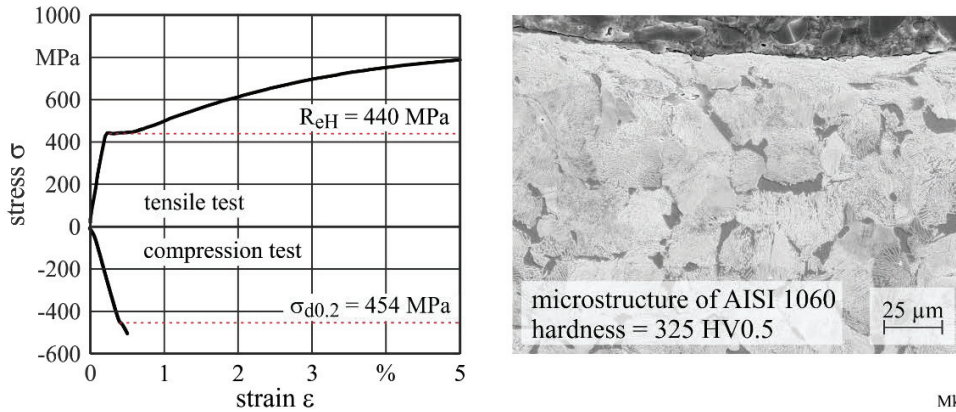 1000
MPa
600
400
200
0
-200
-400
-600
stress σ
R_eH = 440 MPa
tensile test
compression test
σ_d0.2 = 454 MPa
0 1 2 3 % 5
strain ε
microstructure of AISI 1060
hardness = 325 HV0.5
25 µm